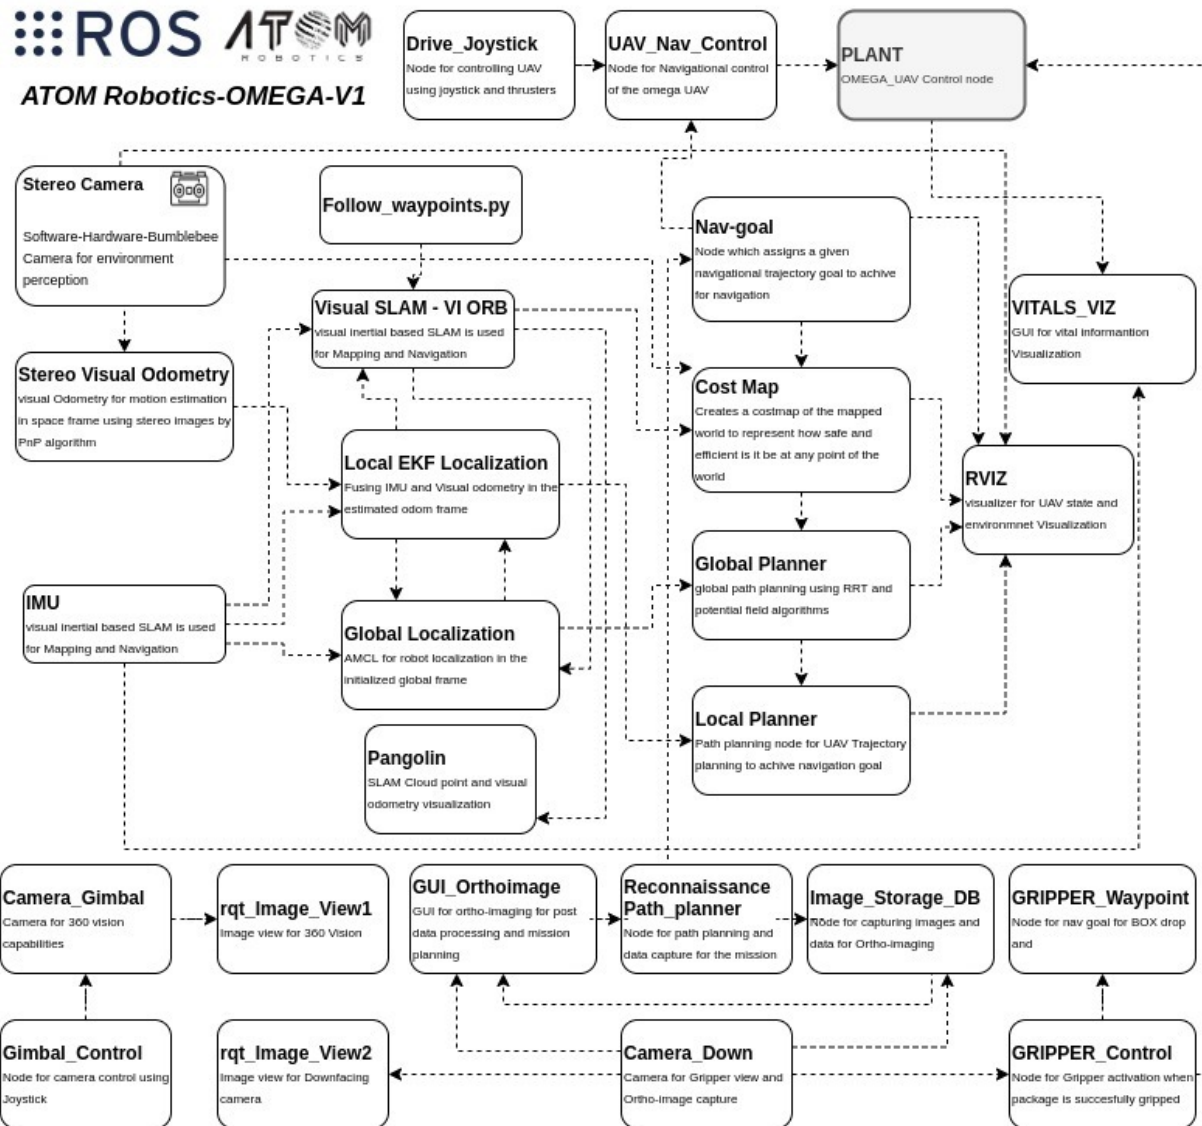 ROS
ATOM
ROBOTICS
ATOM Robotics-OMEGA-V1
Drive_Joystick
Node for controlling UAV
using joystick and thrusters
UAV_Nav_Control
Node for Navigational control
of the omega UAV
PLANT
OMEGA_UAV Control node
Stereo Camera
Software-Hardware-Bumblebee
Camera for environment
perception
Follow_waypoints.py
Nav-goal
Node which assigns a given
navigational trajectory goal to achive
for navigation
VITALS_VIZ
GUI for vital informantion
Visualization
Visual SLAM - VI ORB
visual inertial based SLAM is used
for Mapping and Navigation
Stereo Visual Odometry
visual Odometry for motion estimation
in space frame using stereo images by
PnP algorithm
Cost Map
Creates a costmap of the mapped
world to represent how safe and
efficient is it be at any point of the
world
Local EKF Localization
Fusing IMU and Visual odometry in the
estimated odom frame
RVIZ
visualizer for UAV state and
environmnet Visualization
Global Planner
global path planning using RRT and
potential field algorithms
IMU
visual inertial based SLAM is used
for Mapping and Navigation
Global Localization
AMCL for robot localization in the
initialized global frame
Local Planner
Path planning node for UAV Trajectory
planning to achive navigation goal
Pangolin
SLAM Cloud point and visual
odometry visualization
Camera_Gimbal
Camera for 360 vision
capabilities
rqt_Image_View1
Image view for 360 Vision
GUI_Orthoimage
GUI for ortho-imaging for post
data processing and mission
planning
Reconnaissance
Path_planner
Node for path planning and
data capture for the mission
Image_Storage_DB
Node for capturing images and
data for Ortho-imaging
GRIPPER_Waypoint
Node for nav goal for BOX drop
and
Gimbal_Control
Node for camera control using
Joystick
rqt_Image_View2
Image view for Downfacing
camera
Camera_Down
Camera for Gripper view and
Ortho-image capture
GRIPPER_Control
Node for Gripper activation when
package is succesfully gripped